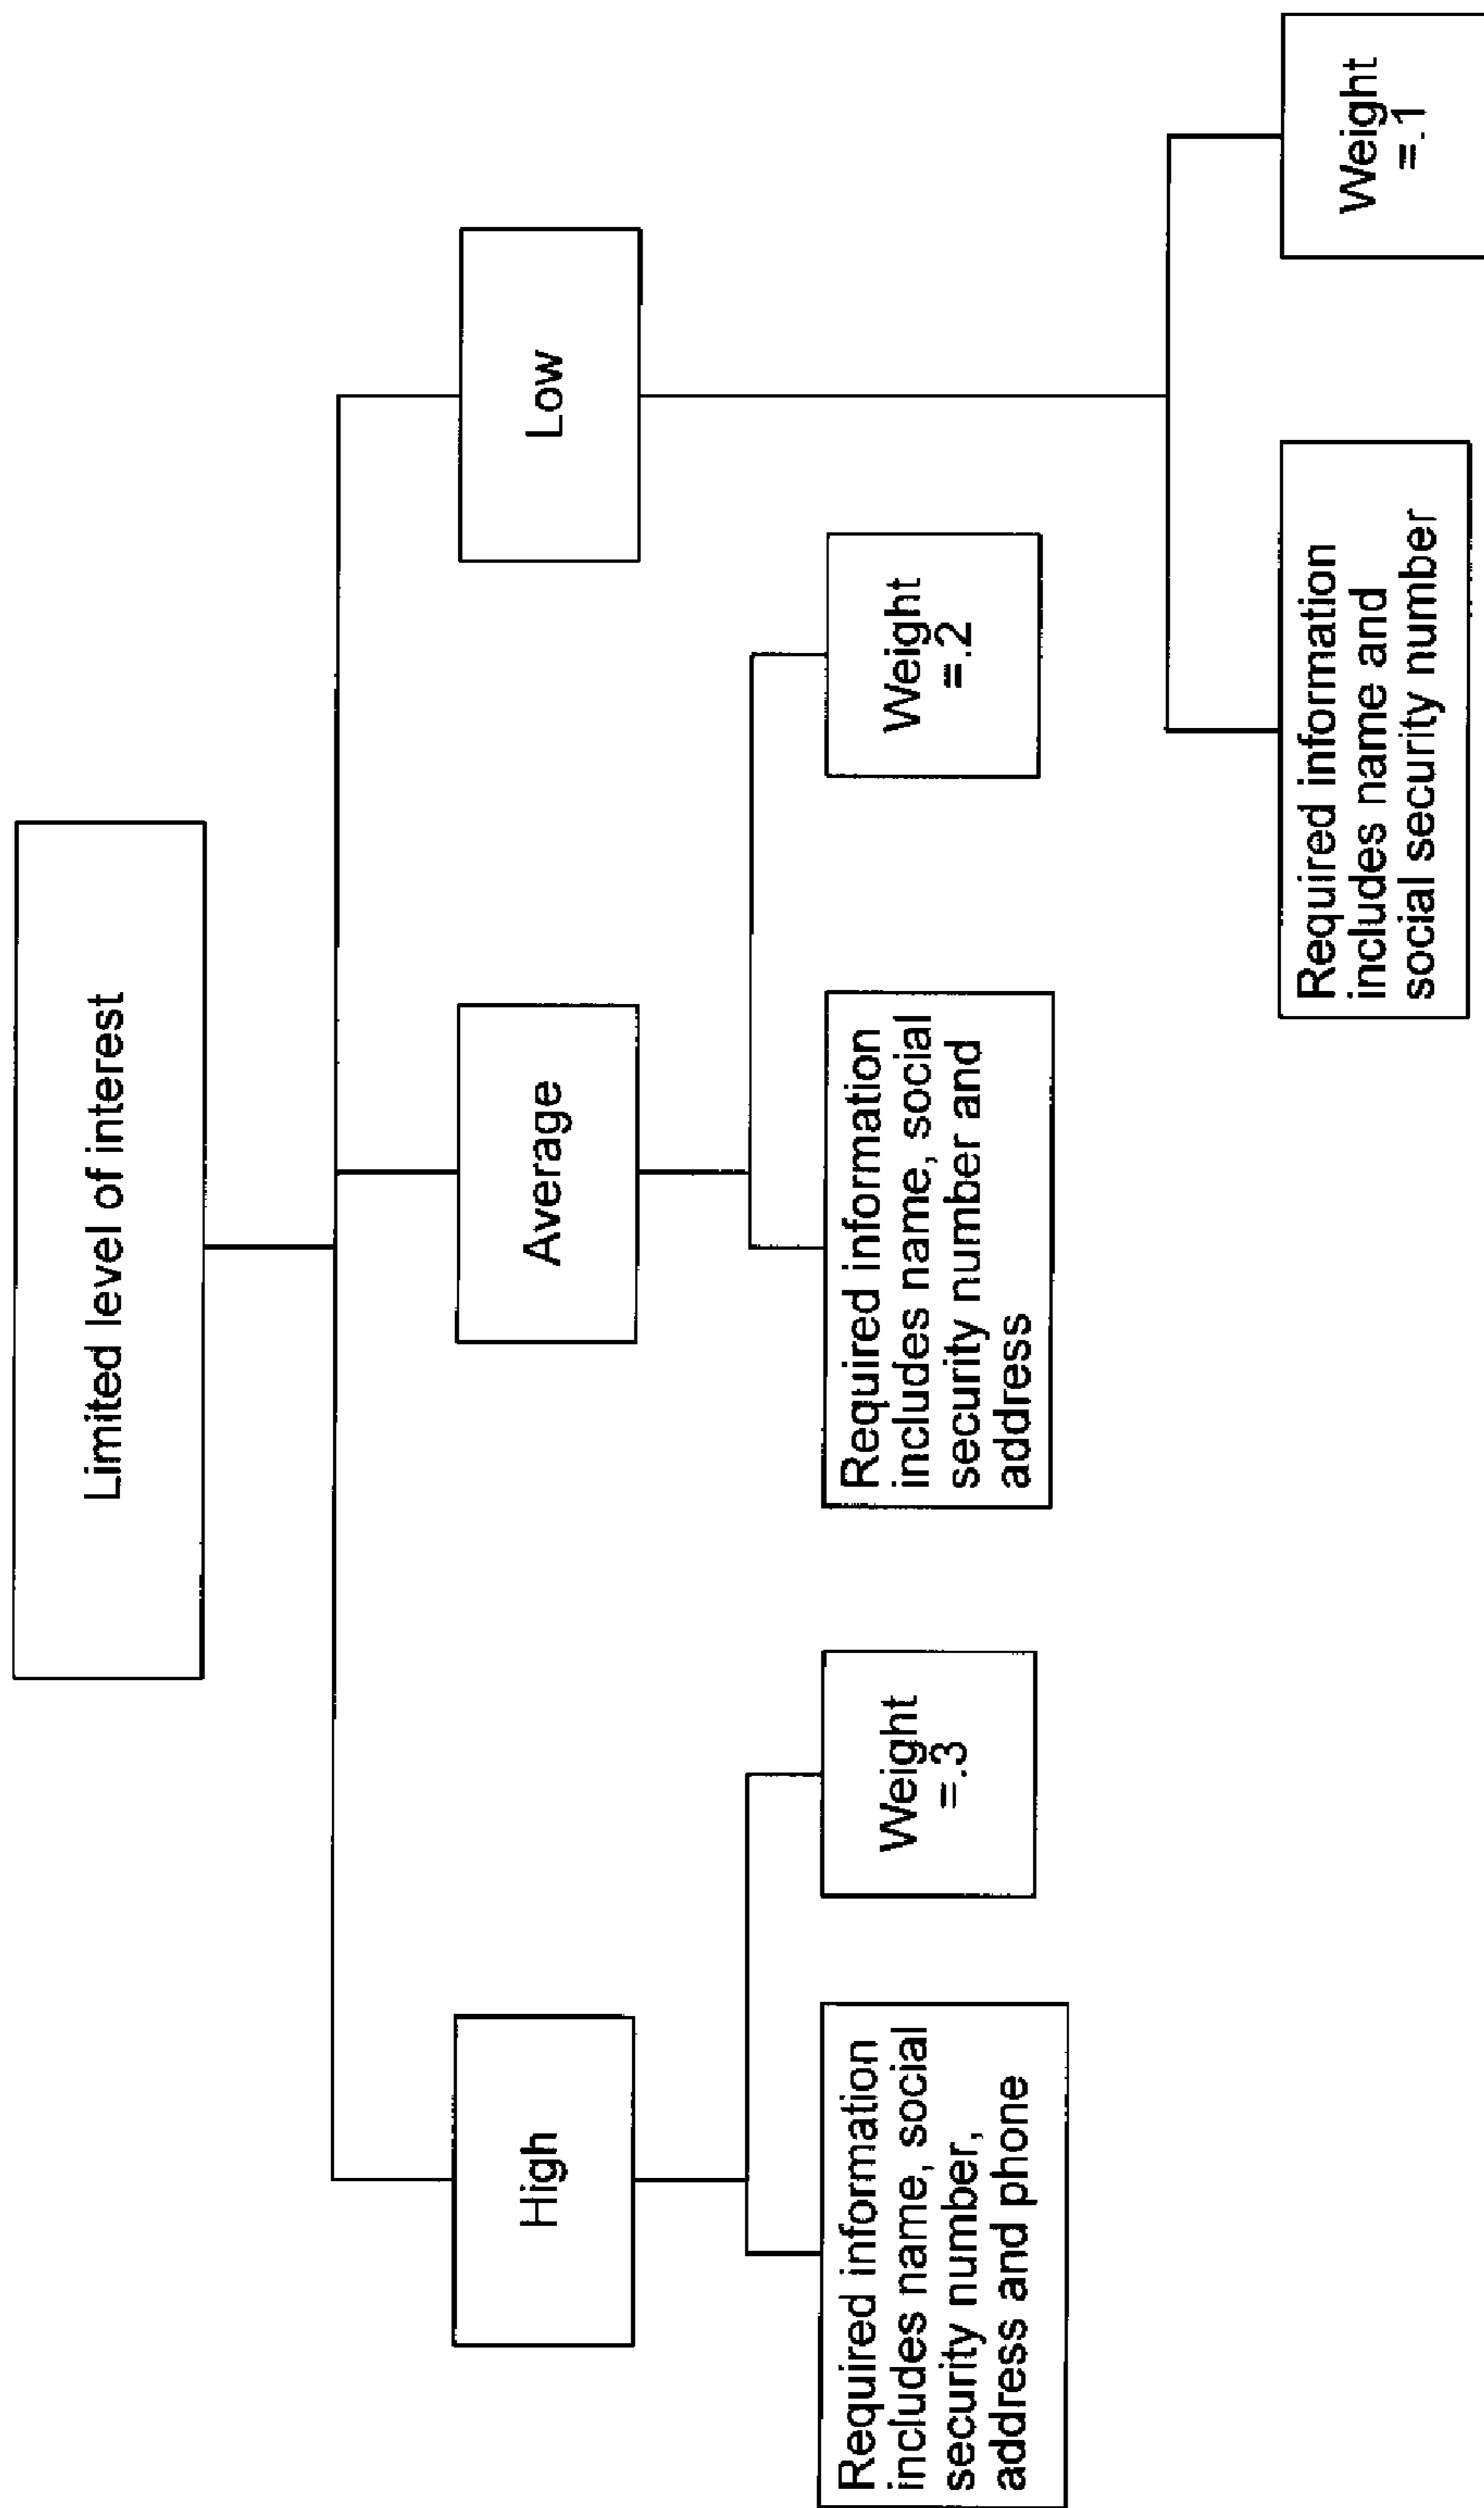 Limited level of interest
High
Average
Low
Required information
includes name, social
security number,
address and phone
Weight
=.3
Required information
includes name, social
security number and
address
Weight
=.2
Required information
includes name and
social security number
Weight
=.1